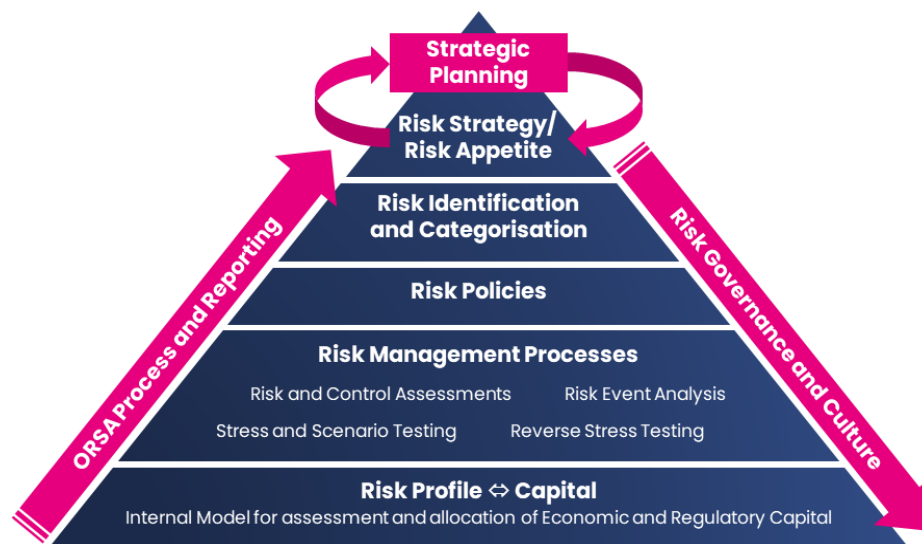 Strategic
Planning
Risk Strategy/
Risk Appetite
Risk Identification
and Categorisation
Risk Policies
Risk Management Processes
Risk and Control Assessments
Risk Event Analysis
Stress and Scenario Testing
Reverse Stress Testing
Risk Profile ⇔ Capital
Internal Model for assessment and allocation of Economic and Regulatory Capital
ORSA Process and Reporting
Risk Governance and Culture